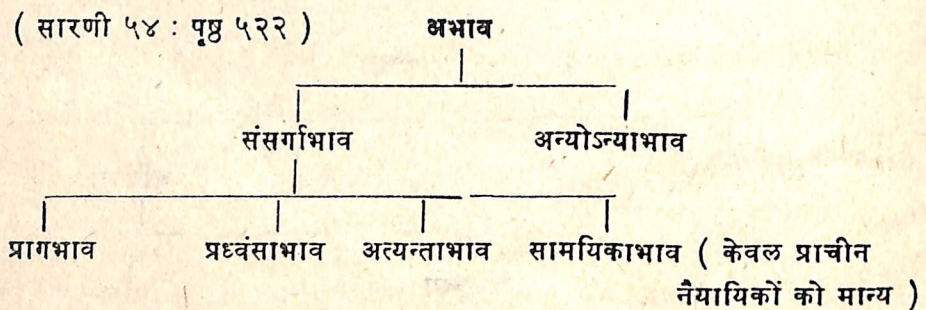 ( सारणी ५४ : पृष्ठ ५२२ ) अभाव
संसर्गाभाव अन्योऽन्याभाव
प्रागभाव प्रध्वंसाभाव अत्यन्ताभाव सामयिकाभाव ( केवल प्राचीन
नैयायिकों को मान्य )